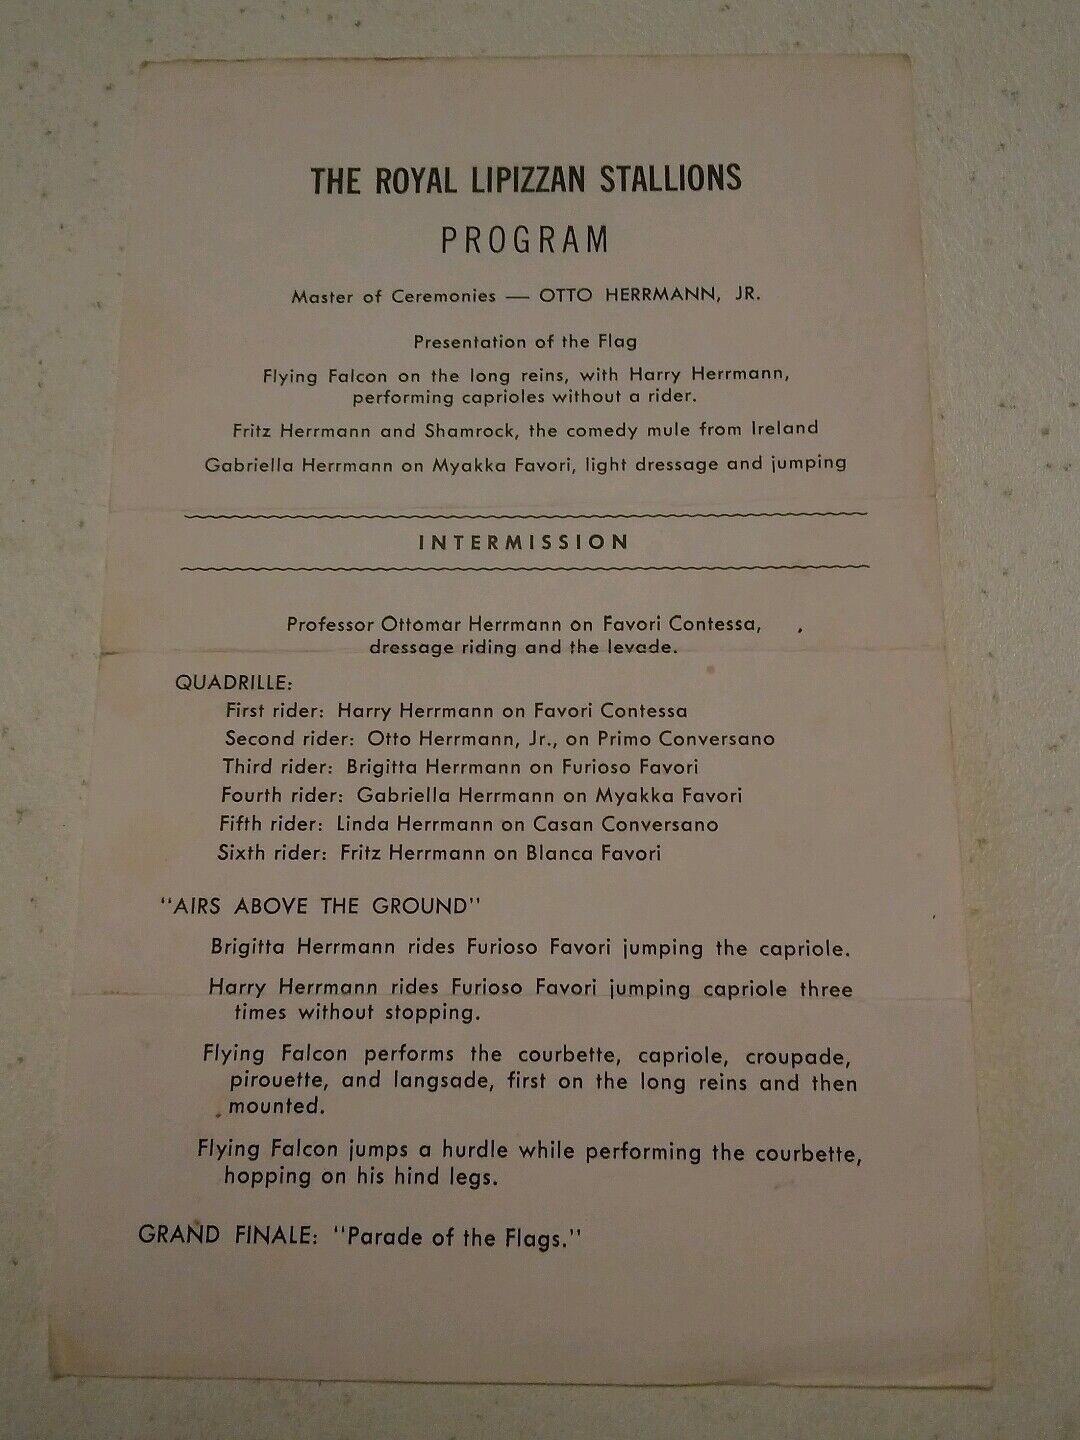 THE ROYAL LIPIZZAN STALLIONS
PROGRAM
Master of Ceremonies — OTTO HERRMANN, JR.
Presentation of the Flag
Flying Falcon on the long reins, with Harry Herrmann,
performing caprioles without a rider.
Fritz Herrmann and Shamrock, the comedy mule from Ireland
Gabriella Herrmann on Myakka Favori, light dressage and jumping
INTERMISSION
Professor Ottomar Herrmann on Favori Contessa,
dressage riding and the levade.
QUADRILLE:
First rider: Harry Herrmann on Favori Contessa
Second rider: Otto Herrmann, Jr., on Primo Conversano
Third rider: Brigitta Herrmann on Furioso Favori
Fourth rider: Gabriella Herrmann on Myakka Favori
Fifth rider: Linda Herrmann on Casan Conversano
Sixth rider: Fritz Herrmann on Blanca Favori
"AIRS ABOVE THE GROUND"
Brigitta Herrmann rides Furioso Favori jumping the capriole.
Harry Herrmann rides Furioso Favori jumping capriole three
times without stopping.
Flying Falcon performs the courbette, capriole, croupade,
pirouette, and langsade, first on the long reins and then
mounted.
Flying Falcon jumps a hurdle while performing the courbette,
hopping on his hind legs.
GRAND FINALE: "Parade of the Flags."